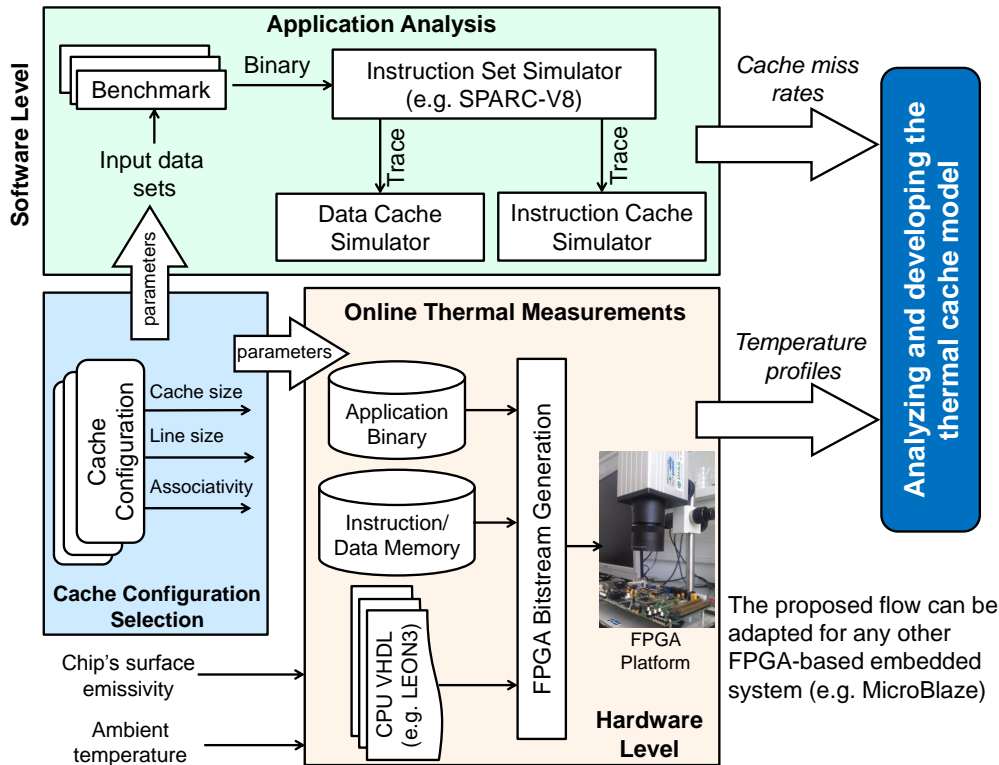 Software Level
Application Analysis
Benchmark
Binary
Instruction Set Simulator
(e.g. SPARC-V8)
Input data
sets
Trace
Trace
Data Cache
Simulator
Instruction Cache
Simulator
parameters
Cache miss
rates
Analyzing and developing the
thermal cache model
Cache
Configuration
Cache size
Line size
Associativity
Cache Configuration
Selection
parameters
Online Thermal Measurements
Application
Binary
Instruction/
Data Memory
CPU VHDL
(e.g. LEON3)
FPGA Bitstream Generation
FPGA
Platform
Hardware
Level
Temperature
profiles
Chip's surface
emissivity
Ambient
temperature
The proposed flow can be
adapted for any other
FPGA-based embedded
system (e.g. MicroBlaze)